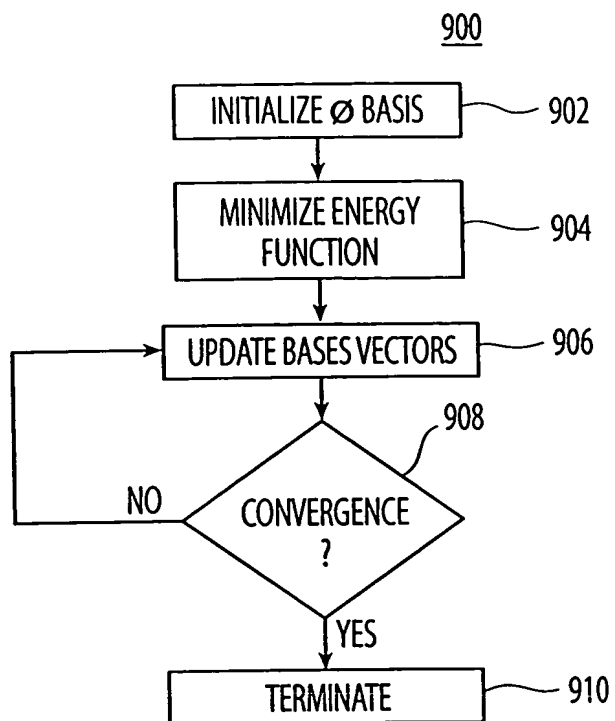 900
INITIALIZE Ø BASIS
902
MINIMIZE ENERGY
FUNCTION
904
UPDATE BASES VECTORS
906
908
NO
CONVERGENCE
?
YES
TERMINATE
910